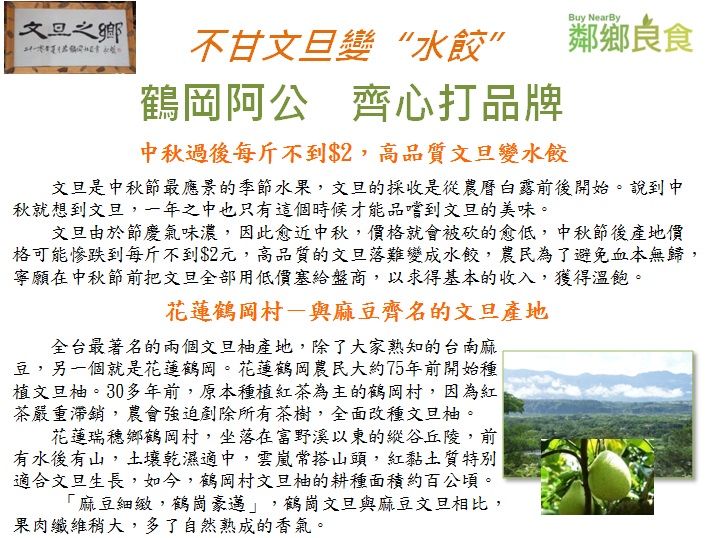 文旦之鄉
Buy NearBy
鄰鄉良食
不甘文旦變“水餃”
鶴岡阿公　齊心打品牌
中秋過後每斤不到$2，高品質文旦變水餃
文旦是中秋節最應景的季節水果，文旦的採收是從農曆白露前後開始。說到中
秋就想到文旦，一年之中也只有這個時候才能品嚐到文旦的美味。
文旦由於節慶氣味濃，因此愈近中秋，價格就會被砍的愈低，中秋節後產地價
格可能慘跌到每斤不到$2元，高品質的文旦落難變成水餃，農民為了避免血本無歸，
寧願在中秋節前把文旦全部用低價塞給盤商，以求得基本的收入，獲得溫飽。
花蓮鶴岡村－與麻豆齊名的文旦產地
全台最著名的兩個文旦柚產地，除了大家熟知的台南麻
豆，另一個就是花蓮鶴岡。花蓮鶴岡農民大約75年前開始種
植文旦柚。30多年前，原本種植紅茶為主的鶴岡村，因為紅
茶嚴重滯銷，農會強迫剷除所有茶樹，全面改種文旦柚。
花蓮瑞穗鄉鶴岡村，坐落在富野溪以東的縱谷丘陵，前
有水後有山，土壤乾濕適中，雲嵐常搭山頭，紅黏土質特別
適合文旦生長，如今，鶴岡村文旦柚的耕種面積約百公頃。
「麻豆細緻，鶴崗豪邁」，鶴崗文旦與麻豆文旦相比，
果肉纖維稍大，多了自然熟成的香氣。